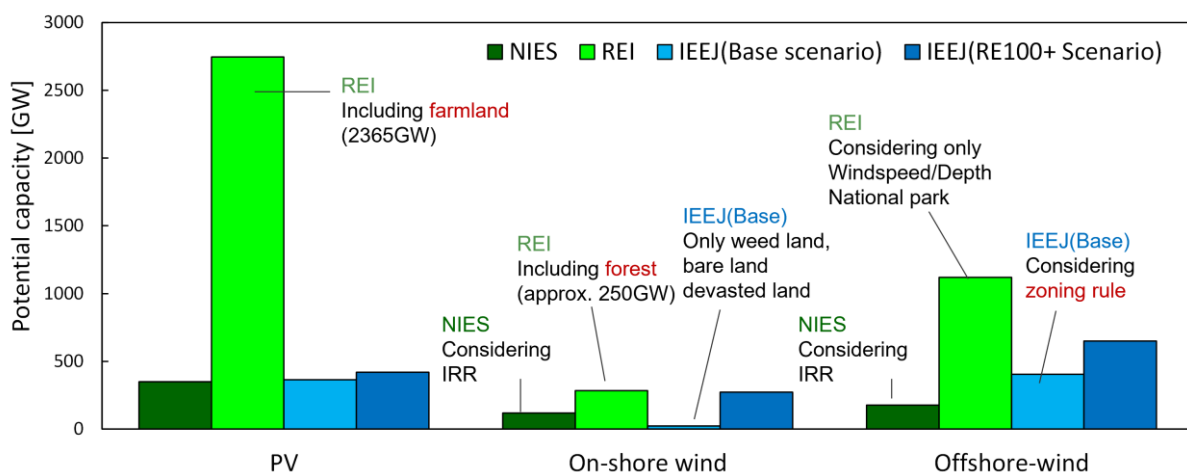 3000
2500
2000
1500
1000
500
0
Potential capacity [GW]
NIES
REI
IEEJ(Base scenario)
IEEJ(RE100+ Scenario)
REI
Including farmland
(2365GW)
NIES
Considering
IRR
REI
Including forest
(approx. 250GW)
IEEJ(Base)
Only weed land,
bare land
devasted land
NIES
Considering
IRR
REI
Considering only
Windspeed/Depth
National park
IEEJ(Base)
Considering
zoning rule
PV
On-shore wind
Offshore-wind